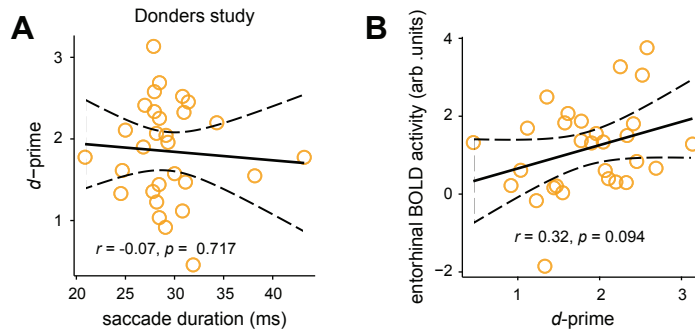 Donders study
A
3
2
1
d-prime
r = -0.07, p = 0.717
20 25 30 35 40 45
saccade duration (ms)
B
4
2
0
−2
entorhinal BOLD activity (arb .units)
r = 0.32, p = 0.094
1 2 3
d-prime